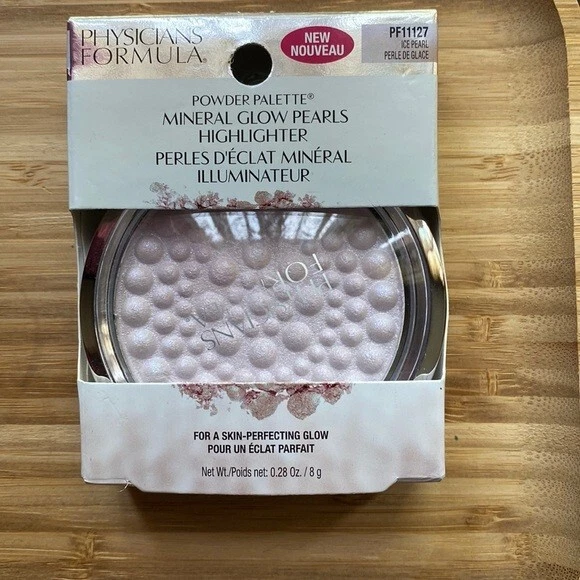 PHYSICIANS
FORMULA®
NEW
NOUVEAU
PF11127
ICE PEARL
PERLE DE GLACE
POWDER PALETTE®
MINERAL GLOW PEARLS
HIGHLIGHTER
PERLES D'ÉCLAT MINÉRAL
ILLUMINATEUR
FOR A SKIN-PERFECTING GLOW
POUR UN ÉCLAT PARFAIT
Net Wt./Poids net: 0.28 Oz. / 8 g